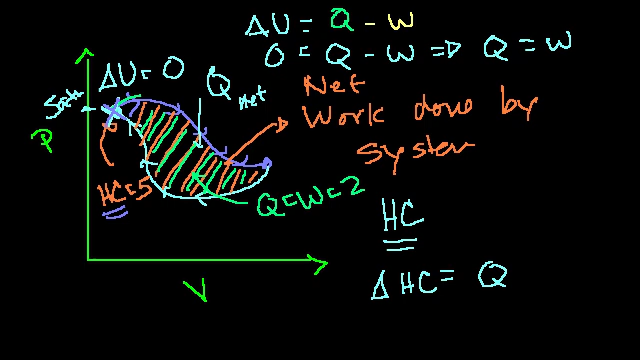 ΔU = Q - W
0 = Q - W => Q = W
ΔU = 0
Q net
Net
Work done by
System
P
HC = 5
Q = W = 2
HC
ΔHC = Q
V